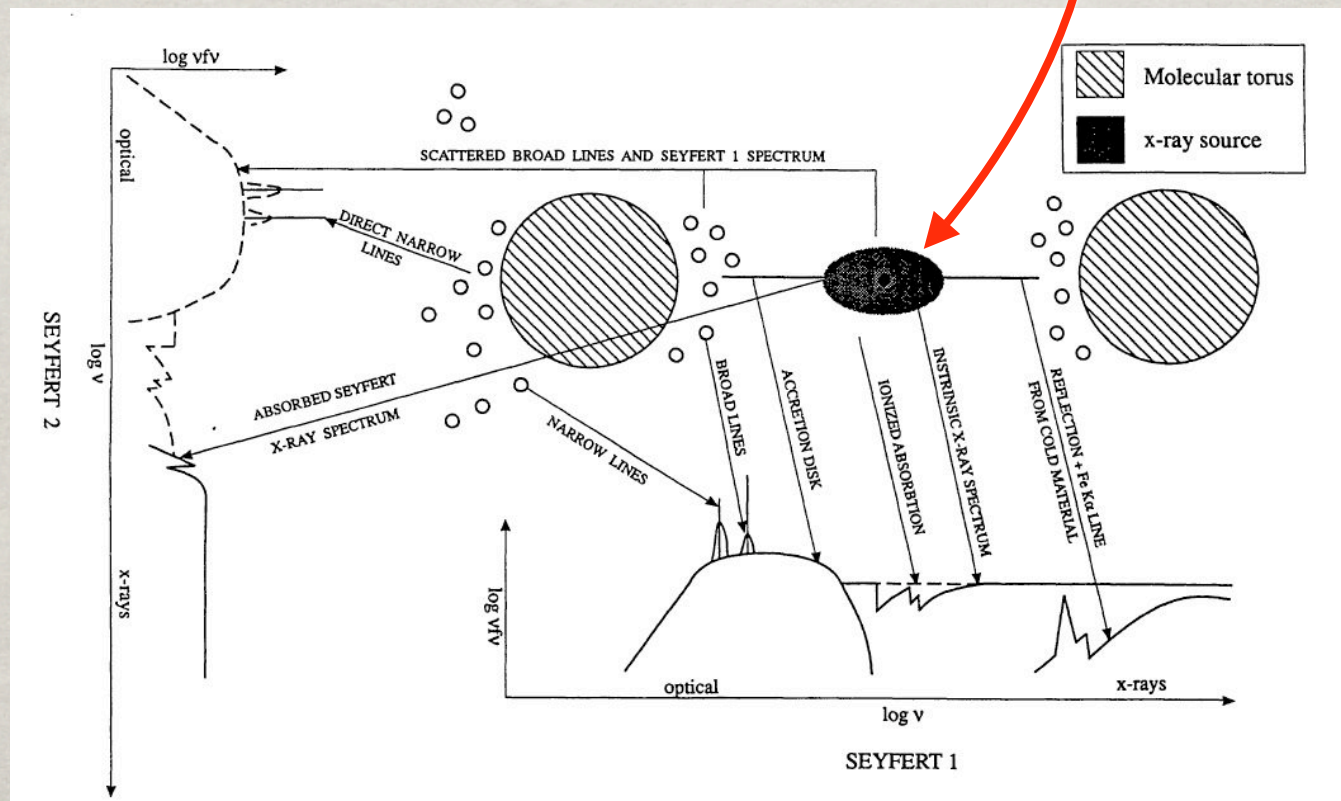 log νfν
optical
log ν
x-rays
SEYFERT 2
SCATTERED BROAD LINES AND SEYFERT 1 SPECTRUM
DIRECT NARROW
LINES
ABSORBED SEYFERT
X-RAY SPECTRUM
NARROW LINES
BROAD LINES
ACCRETION DISK
IONIZED ABSORBTION
INSTRINSIC X-RAY SPECTRUM
REFLECTION + Fe Kα LINE
FROM COLD MATERIAL
Molecular torus
x-ray source
log νfν
optical
x-rays
log ν
SEYFERT 1